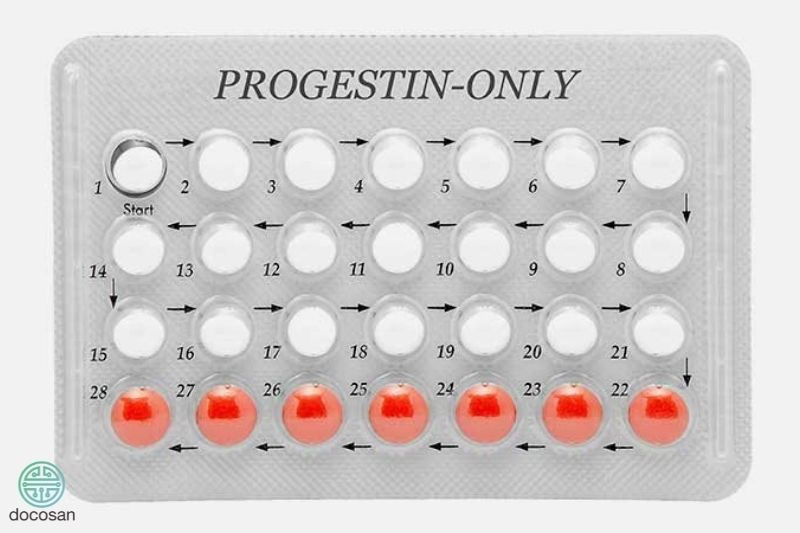 PROGESTIN-ONLY
1 2 3 4 5 6 7
Start
14 13 12 11 10 9 8
15 16 17 18 19 20 21
28 27 26 25 24 23 22
docosan